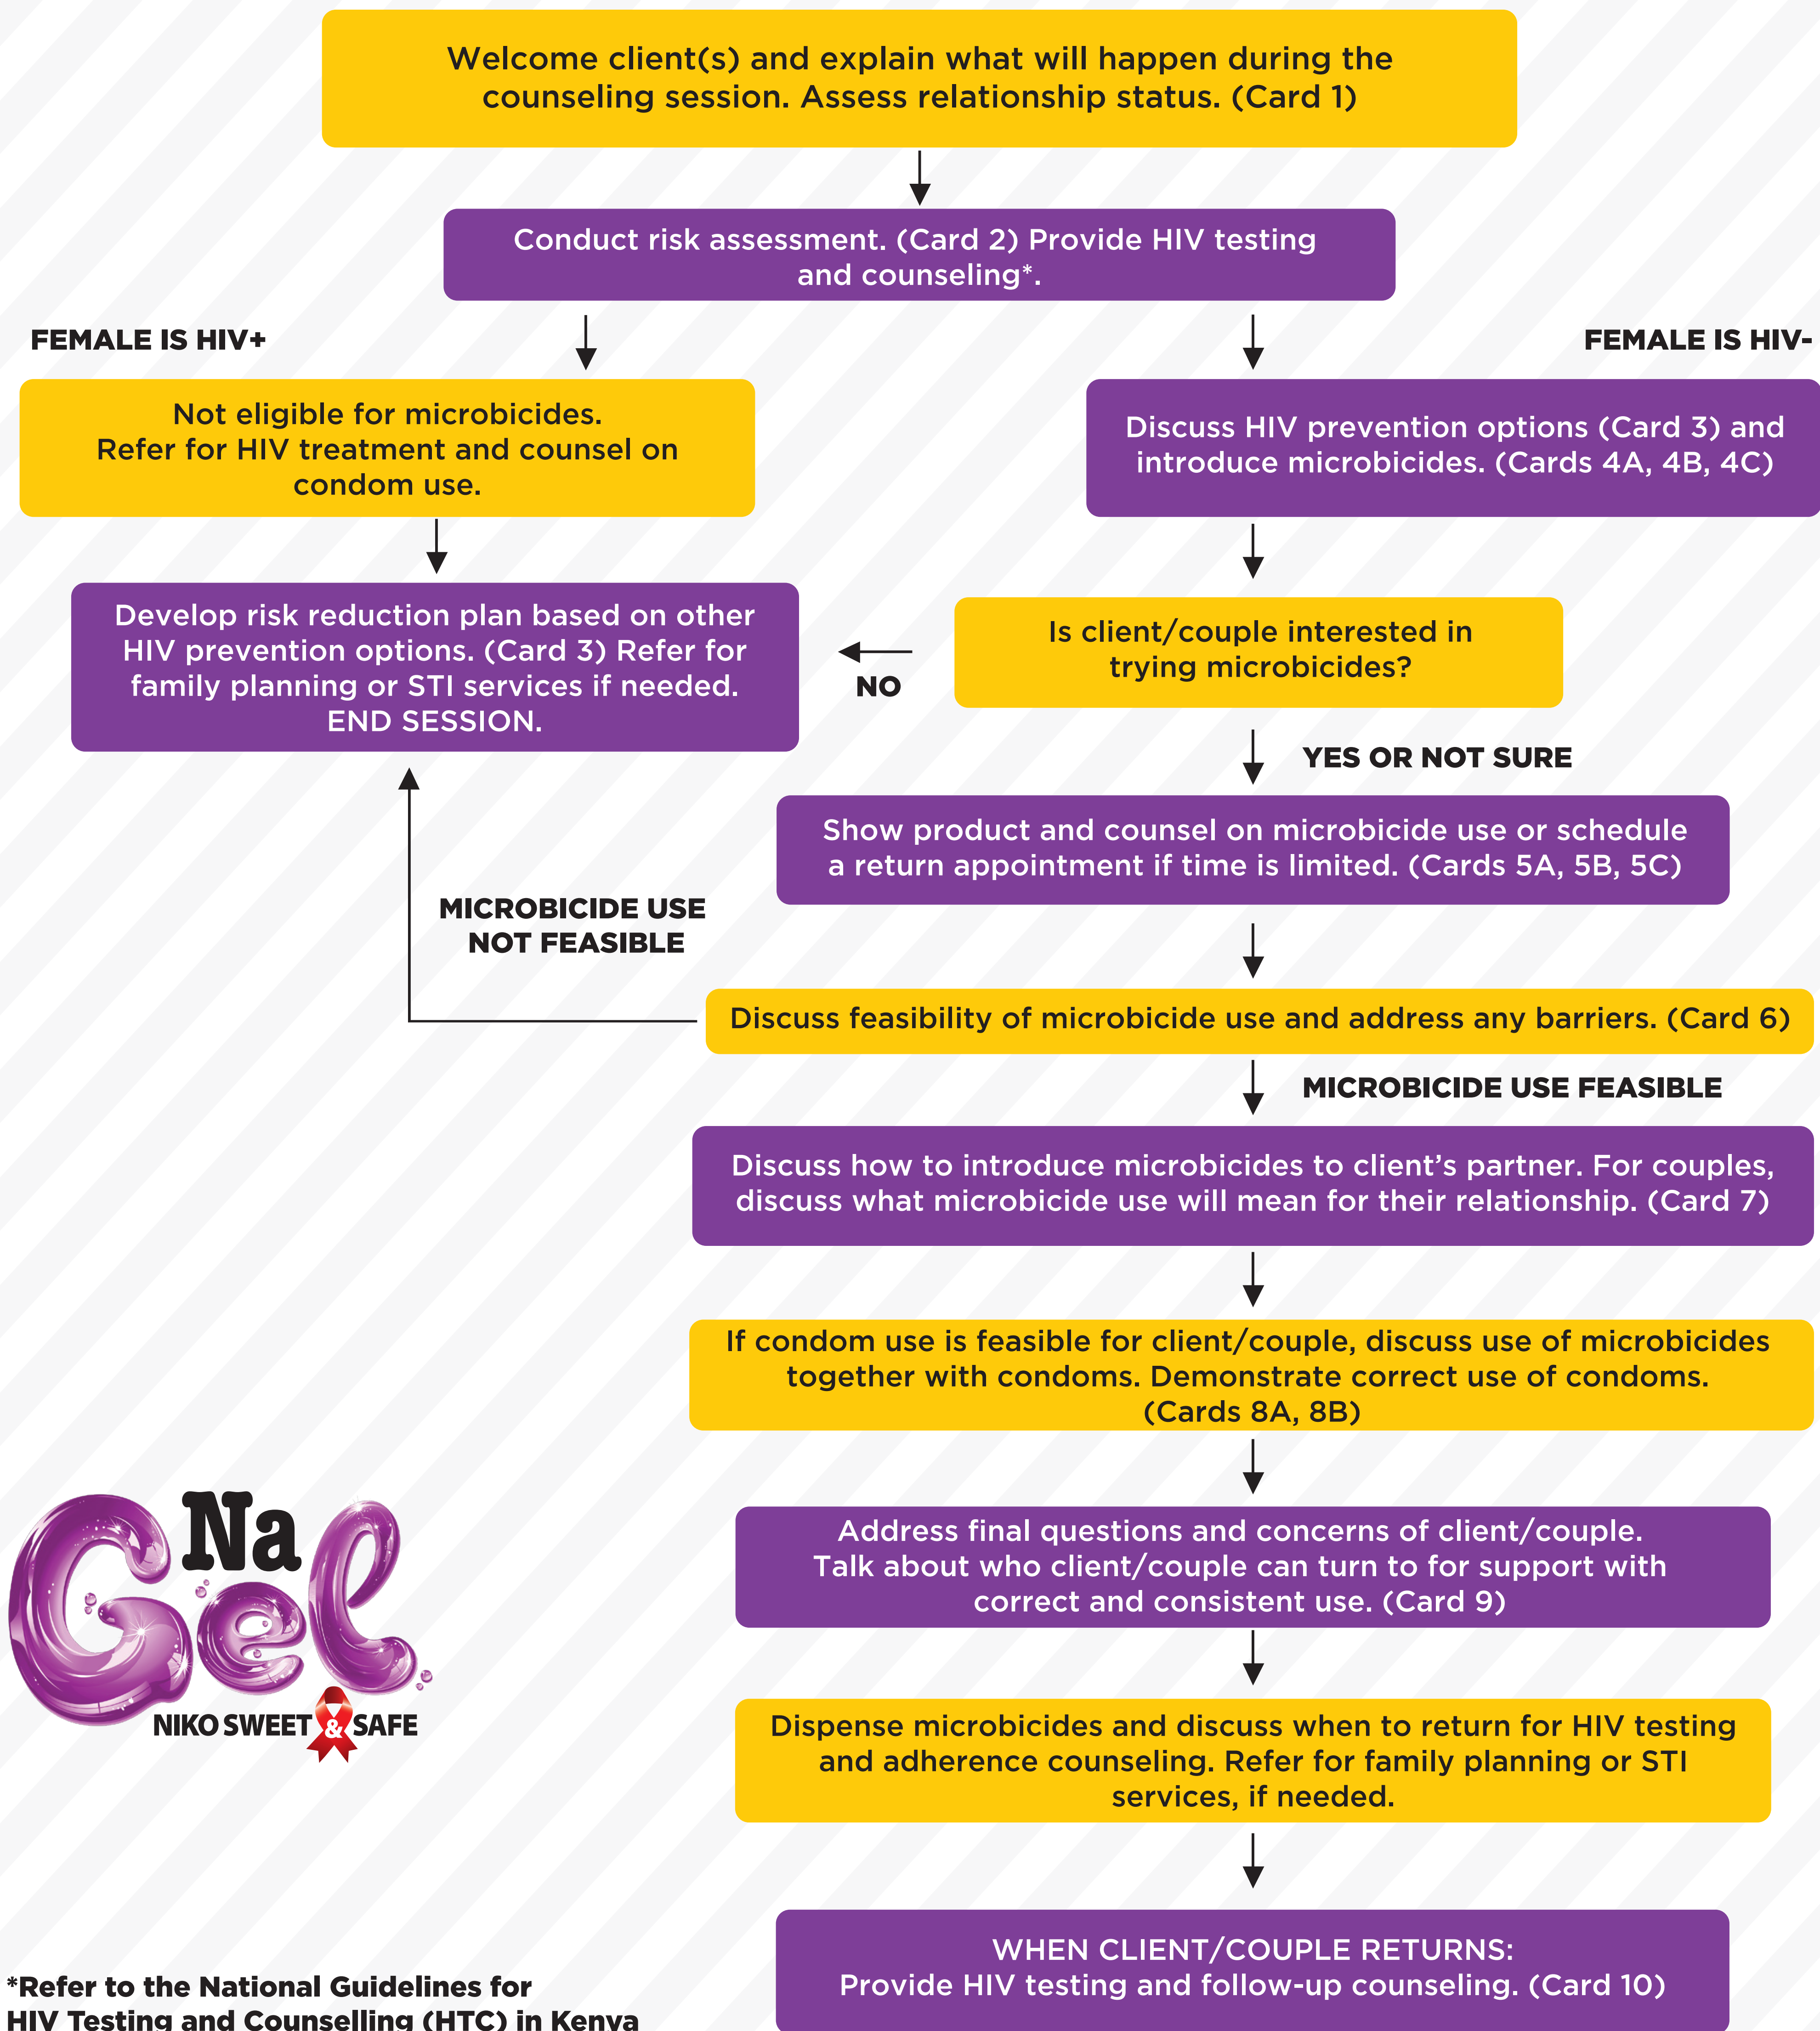 Welcome client(s) and explain what will happen during the
counseling session. Assess relationship status. (Card 1)
Conduct risk assessment. (Card 2) Provide HIV testing
and counseling*.
FEMALE IS HIV+
FEMALE IS HIV-
Not eligible for microbicides.
Refer for HIV treatment and counsel on
condom use.
Discuss HIV prevention options (Card 3) and
introduce microbicides. (Cards 4A, 4B, 4C)
Develop risk reduction plan based on other
HIV prevention options. (Card 3) Refer for
family planning or STI services if needed.
END SESSION.
NO
Is client/couple interested in
trying microbicides?
YES OR NOT SURE
Show product and counsel on microbicide use or schedule
a return appointment if time is limited. (Cards 5A, 5B, 5C)
MICROBICIDE USE
NOT FEASIBLE
Discuss feasibility of microbicide use and address any barriers. (Card 6)
MICROBICIDE USE FEASIBLE
Discuss how to introduce microbicides to client’s partner. For couples,
discuss what microbicide use will mean for their relationship. (Card 7)
If condom use is feasible for client/couple, discuss use of microbicides
together with condoms. Demonstrate correct use of condoms.
(Cards 8A, 8B)
Address final questions and concerns of client/couple.
Talk about who client/couple can turn to for support with
correct and consistent use. (Card 9)
Na
Gel
NIKO SWEET & SAFE
Dispense microbicides and discuss when to return for HIV testing
and adherence counseling. Refer for family planning or STI
services, if needed.
WHEN CLIENT/COUPLE RETURNS:
Provide HIV testing and follow-up counseling. (Card 10)
*Refer to the National Guidelines for
HIV Testing and Counselling (HTC) in Kenya